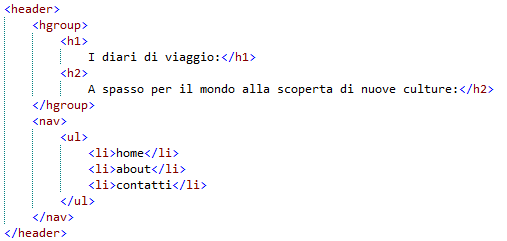 <header>
<hgroup>
<h1>
I diari di viaggio:</h1>
<h2>
A spasso per il mondo alla scoperta di nuove culture:</h2>
</hgroup>
<nav>
<ul>
<li>home</li>
<li>about</li>
<li>contatti</li>
</ul>
</nav>
</header>